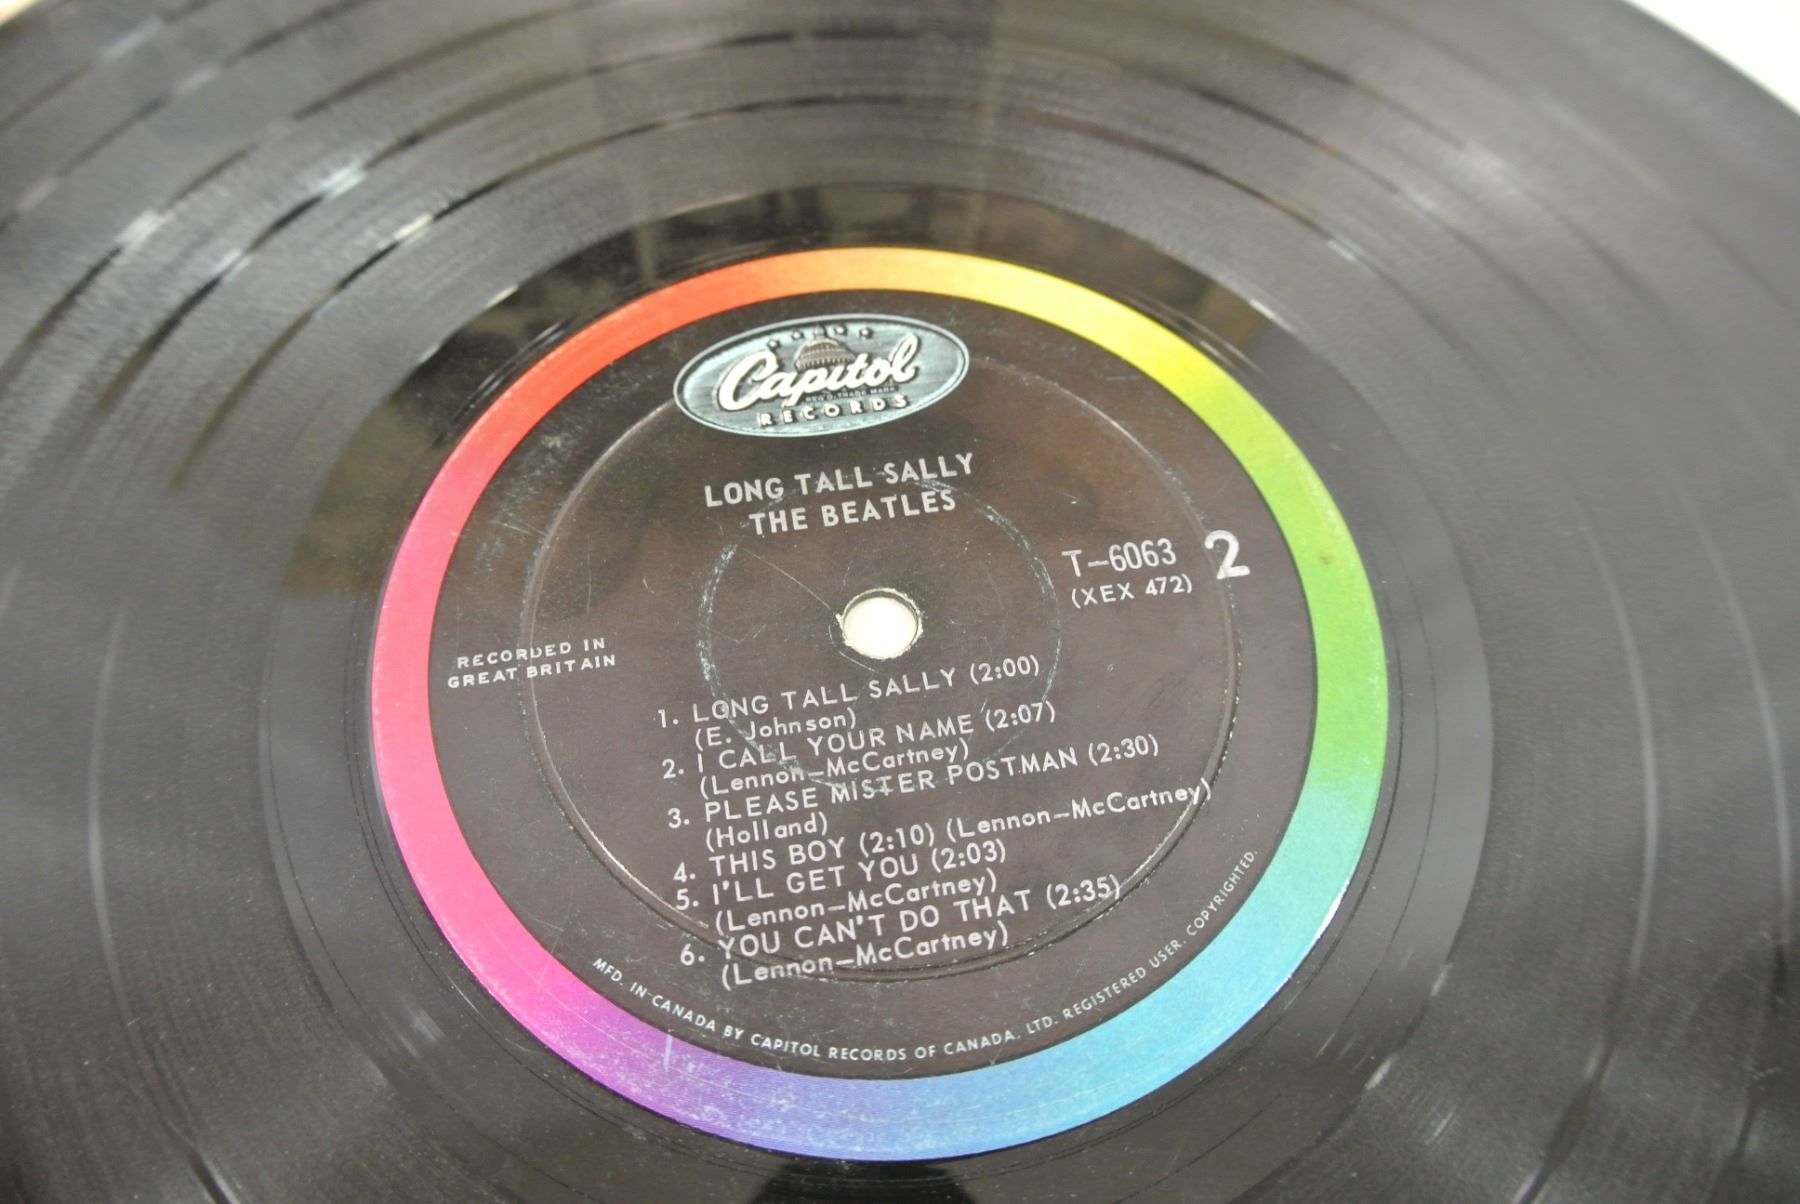 Capitol
REG'D. TRADE MARK
RECORDS
LONG TALL SALLY
THE BEATLES
T-6063 2
(XEX 472)
RECORDED IN
GREAT BRITAIN
1. LONG TALL SALLY (2:00)
(E. Johnson)
2. I CALL YOUR NAME (2:07)
(Lennon-McCartney)
3. PLEASE MISTER POSTMAN (2:30)
(Holland)
4. THIS BOY (2:10) (Lennon-McCartney)
5. I'LL GET YOU (2:03)
(Lennon-McCartney)
6. YOU CAN'T DO THAT (2:35)
(Lennon-McCartney)
MFD. IN CANADA BY CAPITOL RECORDS OF CANADA, LTD. REGISTERED USER. COPYRIGHTED.